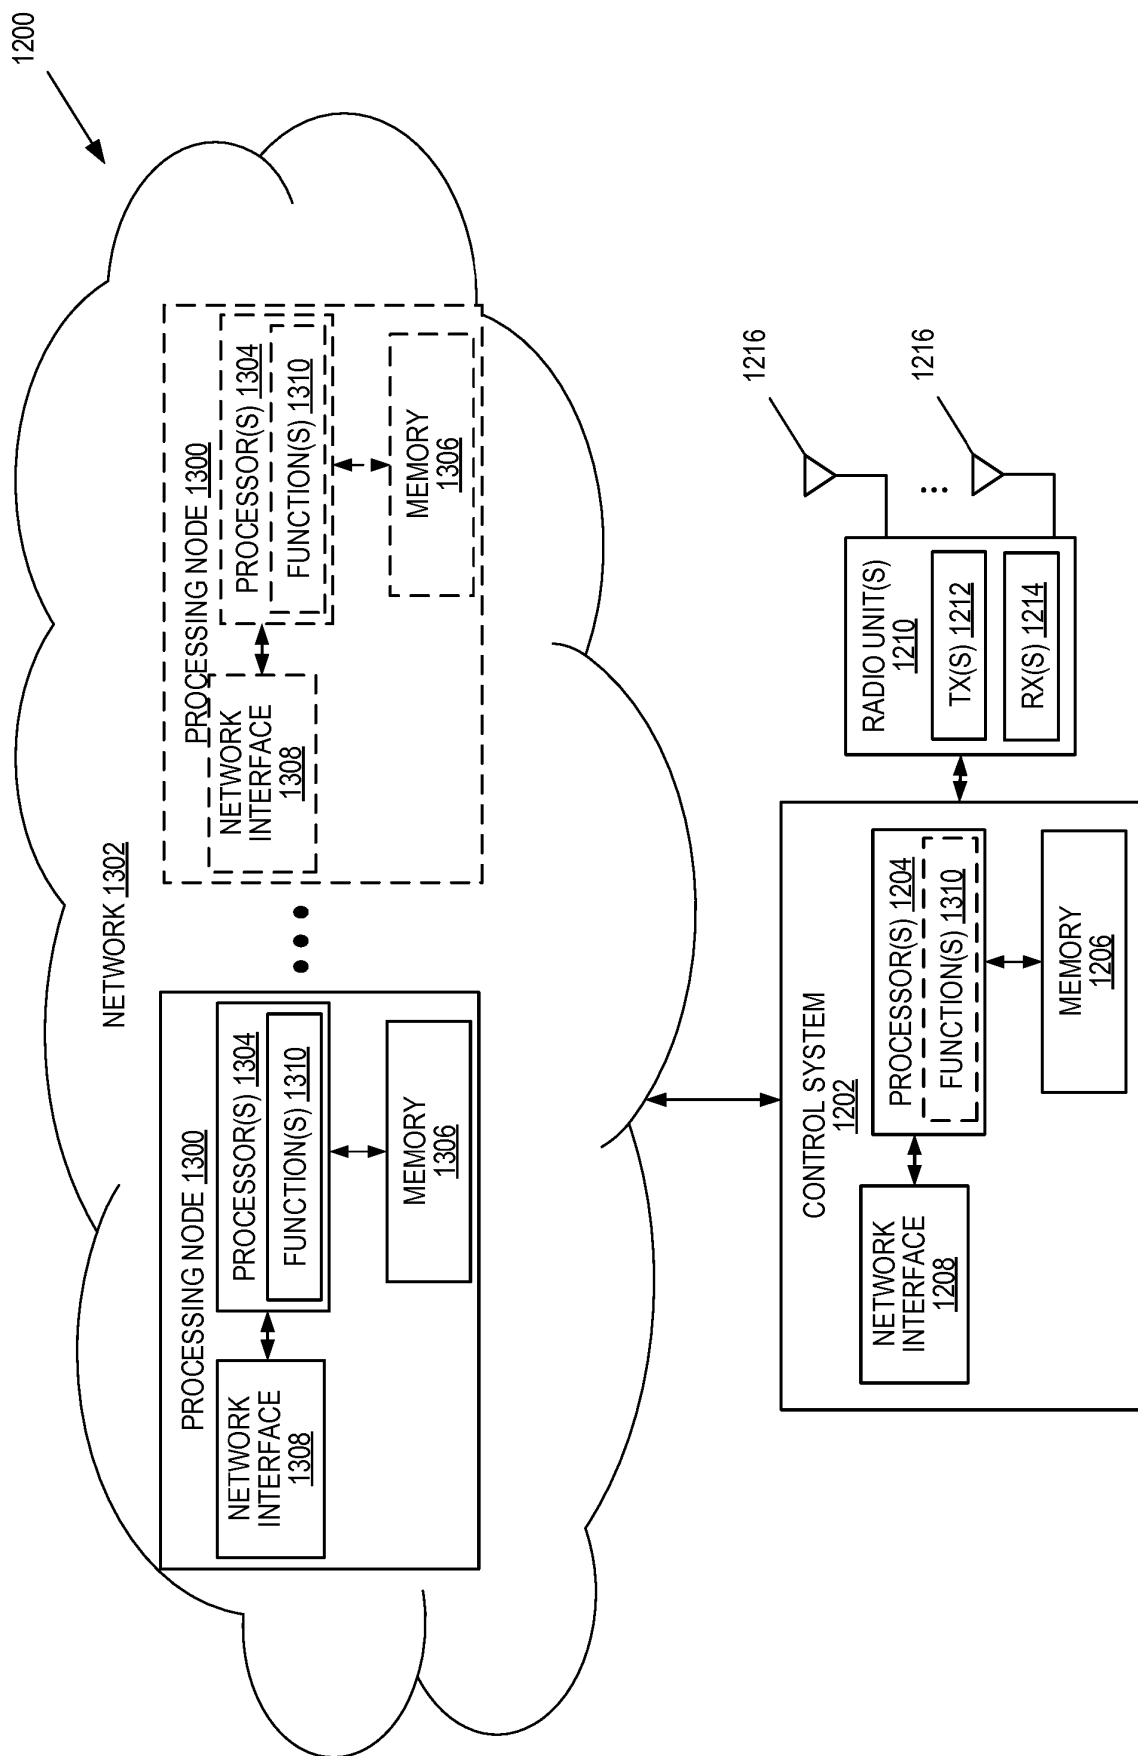 1200
NETWORK 1302
PROCESSING NODE 1300
PROCESSOR(S) 1304
FUNCTION(S) 1310
NETWORK
INTERFACE
1308
MEMORY
1306
PROCESSING NODE 1300
PROCESSOR(S) 1304
FUNCTION(S) 1310
NETWORK
INTERFACE
1308
MEMORY
1306
CONTROL SYSTEM
1202
PROCESSOR(S) 1204
FUNCTION(S) 1310
NETWORK
INTERFACE
1208
MEMORY
1206
RADIO UNIT(S)
1210
TX(S) 1212
RX(S) 1214
...
1216
1216